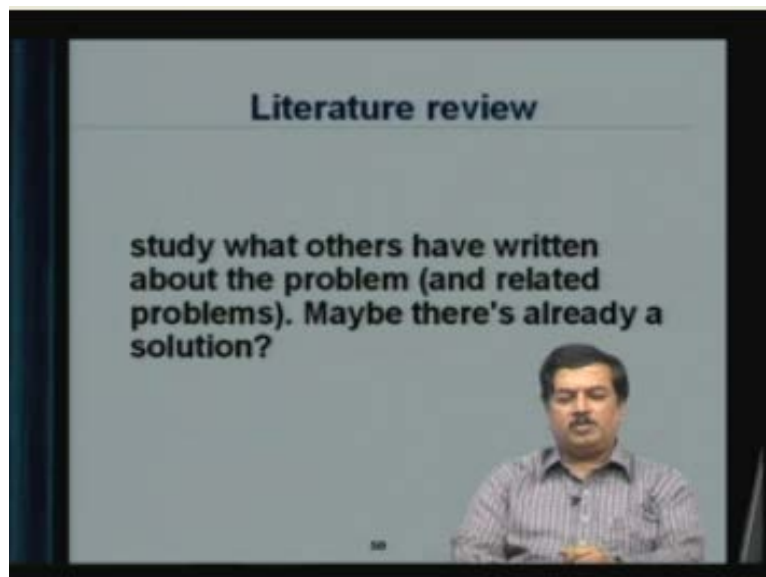 Literature review
study what others have written
about the problem (and related
problems). Maybe there's already a
solution?